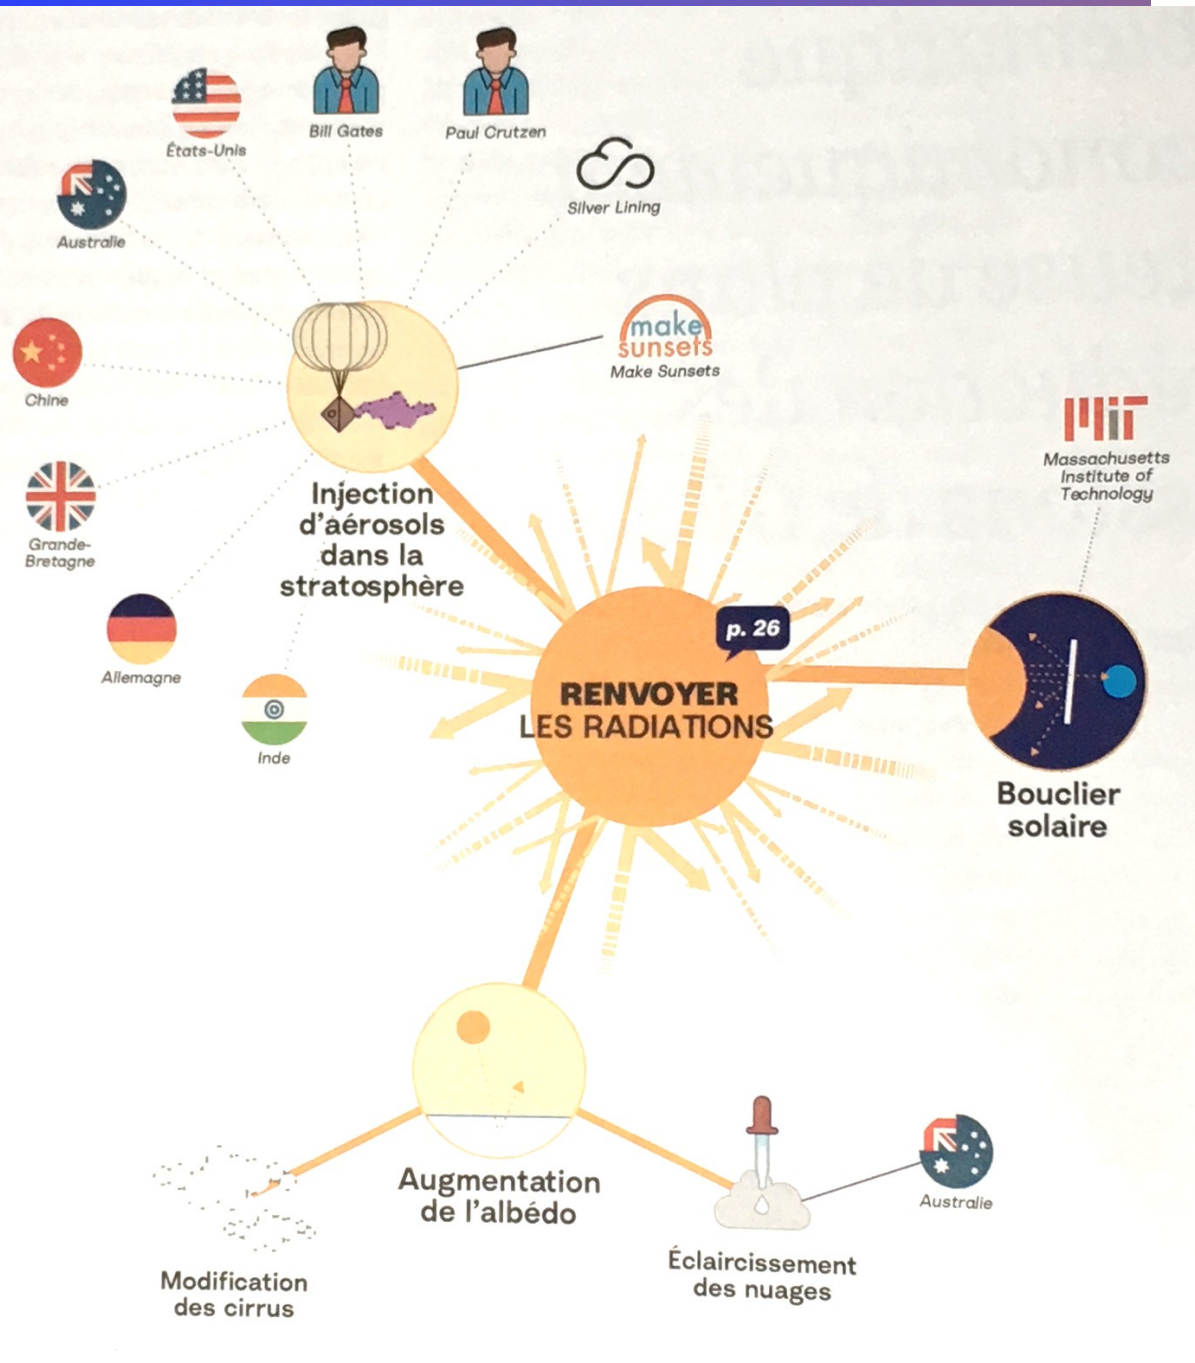 Bill Gates
Paul Crutzen
États-Unis
Silver Lining
Australie
make
sunsets
Make Sunsets
Chine
MiT
Massachusetts
Institute of
Technology
Injection
d'aérosols
dans la
stratosphère
Grande-
Bretagne
p. 26
Allemagne
RENVOYER
LES RADIATIONS
Inde
Bouclier
solaire
Augmentation
de l'albédo
Australie
Éclaircissement
des nuages
Modification
des cirrus